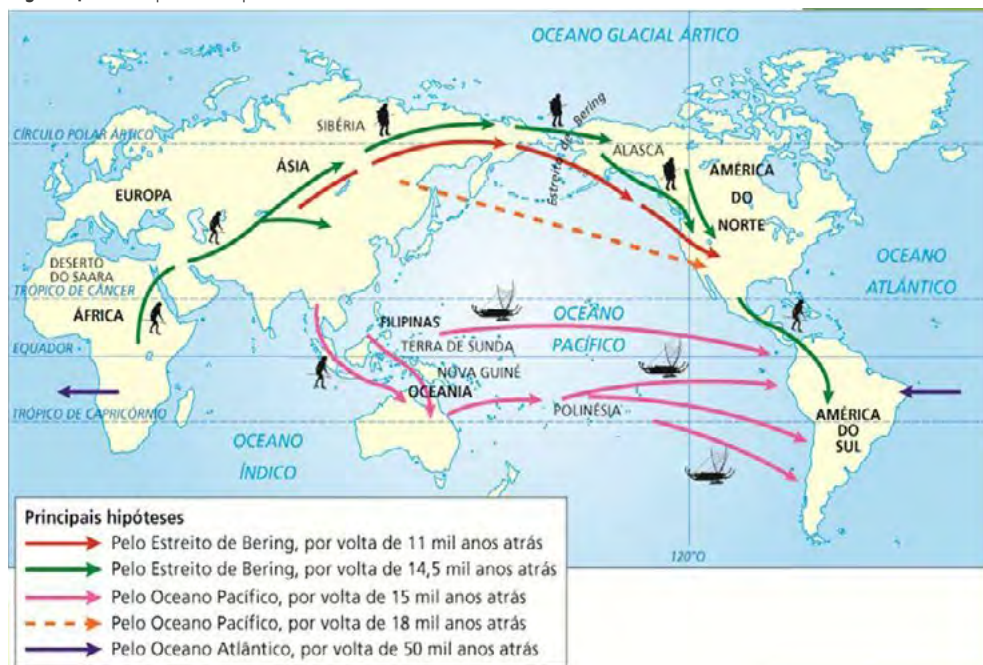 OCEANO GLACIAL ÁRTICO
CÍRCULO POLAR ÁRTICO
SIBÉRIA
Estreito de Bering
ALASCA
ÁSIA
AMÉRICA
DO
NORTE
EUROPA
DESERTO
DO SAARA
TRÓPICO DE CÂNCER
ÁFRICA
OCEANO
ATLÂNTICO
FILIPINAS
OCEANO
PACÍFICO
TERRA DE SUNDA
EQUADOR
NOVA GUINÉ
OCEANIA
TRÓPICO DE CAPRICÓRNIO
POLINÉSIA
AMÉRICA
DO
SUL
OCEANO
ÍNDICO
120°O
Principais hipóteses
Pelo Estreito de Bering, por volta de 11 mil anos atrás
Pelo Estreito de Bering, por volta de 14,5 mil anos atrás
Pelo Oceano Pacífico, por volta de 15 mil anos atrás
Pelo Oceano Pacífico, por volta de 18 mil anos atrás
Pelo Oceano Atlântico, por volta de 50 mil anos atrás